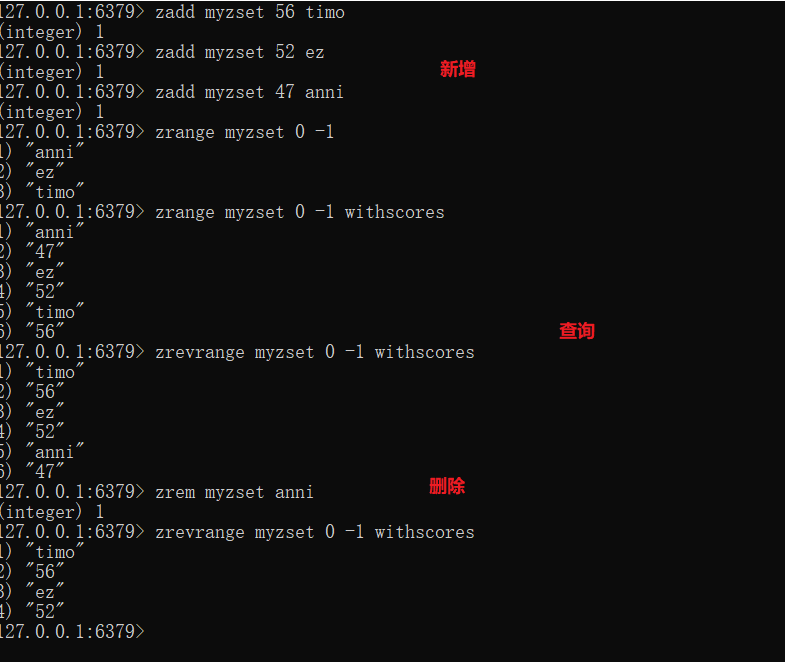 127.0.0.1:6379> zadd myzset 56 timo
(integer) 1
127.0.0.1:6379> zadd myzset 52 ez
新增
(integer) 1
127.0.0.1:6379> zadd myzset 47 anni
(integer) 1
127.0.0.1:6379> zrange myzset 0 -1
1) "anni"
2) "ez"
3) "timo"
127.0.0.1:6379> zrange myzset 0 -1 withscores
1) "anni"
2) "47"
3) "ez"
4) "52"
5) "timo"
6) "56"
查询
127.0.0.1:6379> zrevrange myzset 0 -1 withscores
1) "timo"
2) "56"
3) "ez"
4) "52"
5) "anni"
6) "47"
127.0.0.1:6379> zrem myzset anni
删除
(integer) 1
127.0.0.1:6379> zrevrange myzset 0 -1 withscores
1) "timo"
2) "56"
3) "ez"
4) "52"
127.0.0.1:6379>